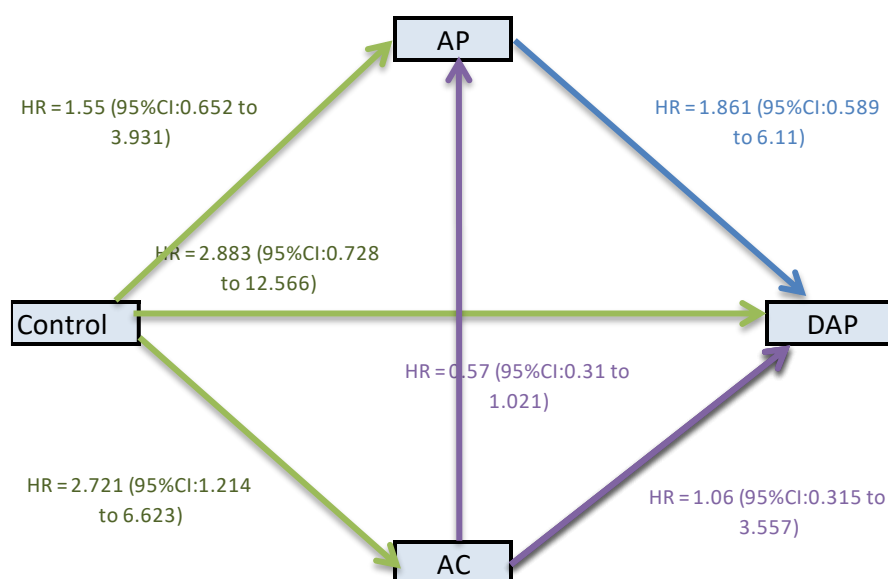 AP
HR = 1.55 (95%CI:0.652 to
3.931)
HR = 1.861 (95%CI:0.589
to 6.11)
HR = 2.883 (95%CI:0.728
to 12.566)
Control
DAP
HR = 0.57 (95%CI:0.31 to
1.021)
HR = 2.721 (95%CI:1.214
to 6.623)
HR = 1.06 (95%CI:0.315 to
3.557)
AC